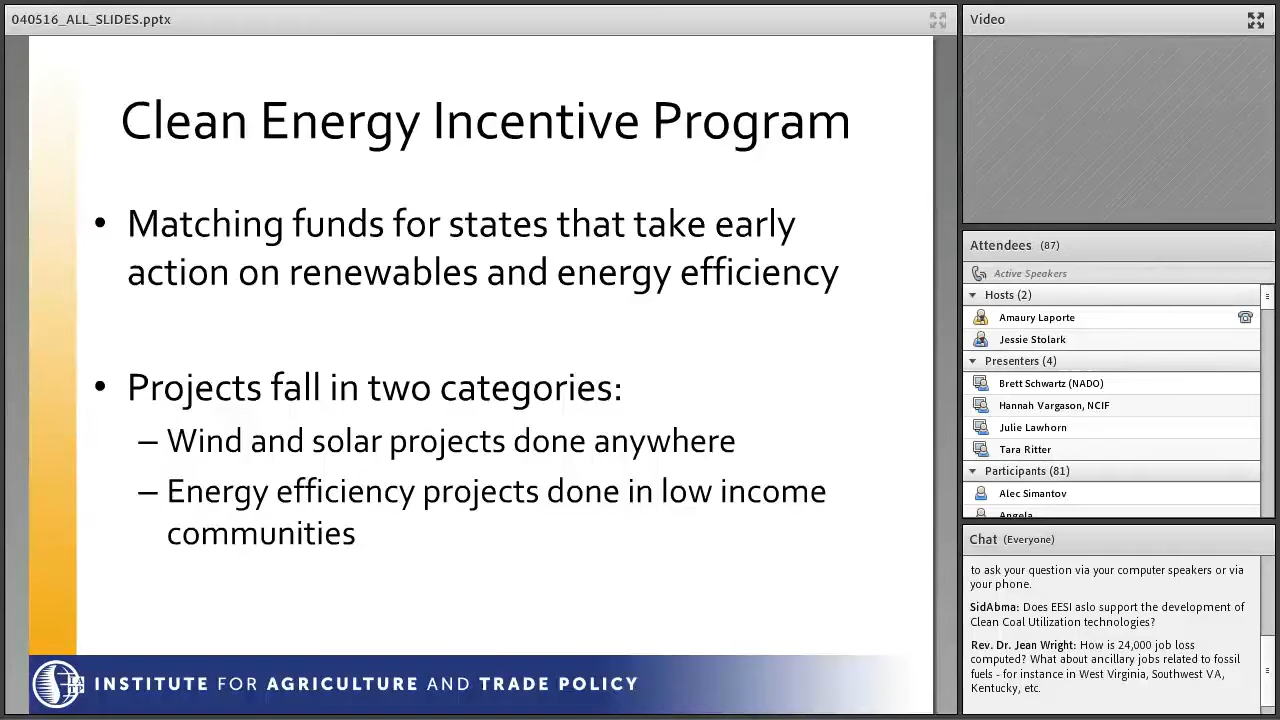 040516_ALL_SLIDES.pptx
Clean Energy Incentive Program
• Matching funds for states that take early
action on renewables and energy efficiency
• Projects fall in two categories:
– Wind and solar projects done anywhere
– Energy efficiency projects done in low income
communities
INSTITUTE FOR AGRICULTURE AND TRADE POLICY
Video
Attendees (87)
Active Speakers
Hosts (2)
Amaury Laporte
Jessie Stolark
Presenters (4)
Brett Schwartz (NADO)
Hannah Vargason, NCIF
Julie Lawhorn
Tara Ritter
Participants (81)
Alec Simantov
Angela
Chat (Everyone)
to ask your question via your computer speakers or via
your phone.
SidAbma: Does EESI aslo support the development of
Clean Coal Utilization technologies?
Rev. Dr. Jean Wright: How is 24,000 job loss
computed? What about ancillary jobs related to fossil
fuels - for instance in West Virginia, Southwest VA,
Kentucky, etc.